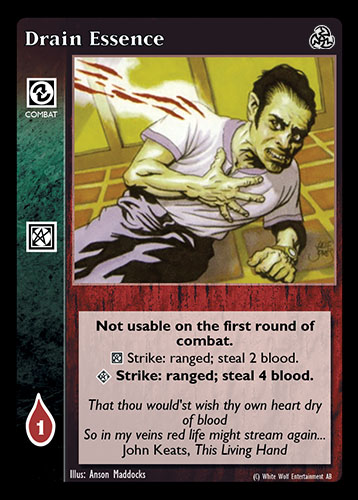 Drain Essence
COMBAT
Not usable on the first round of
combat.
Strike: ranged; steal 2 blood.
Strike: ranged; steal 4 blood.
That thou would'st wish thy own heart dry
of blood
So in my veins red life might stream again...
John Keats, This Living Hand
1
Illus: Anson Maddocks
(C) White Wolf Entertainment AB